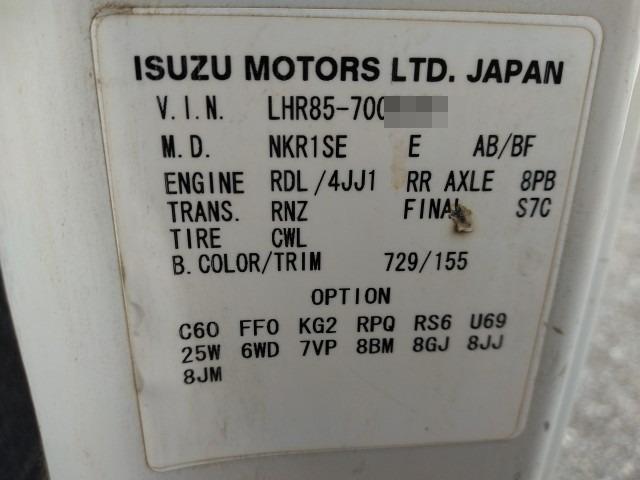 ISUZU MOTORS LTD. JAPAN
V.I.N. LHR85-700
M.D. NKR1SE E AB/BF
ENGINE RDL/4JJ1 RR AXLE 8PB
TRANS. RNZ FINAL S7C
TIRE CWL
B.COLOR/TRIM 729/155
OPTION
C60 FF0 KG2 RPQ RS6 U69
25W 6WD 7VP 8BM 8GJ 8JJ
8JM